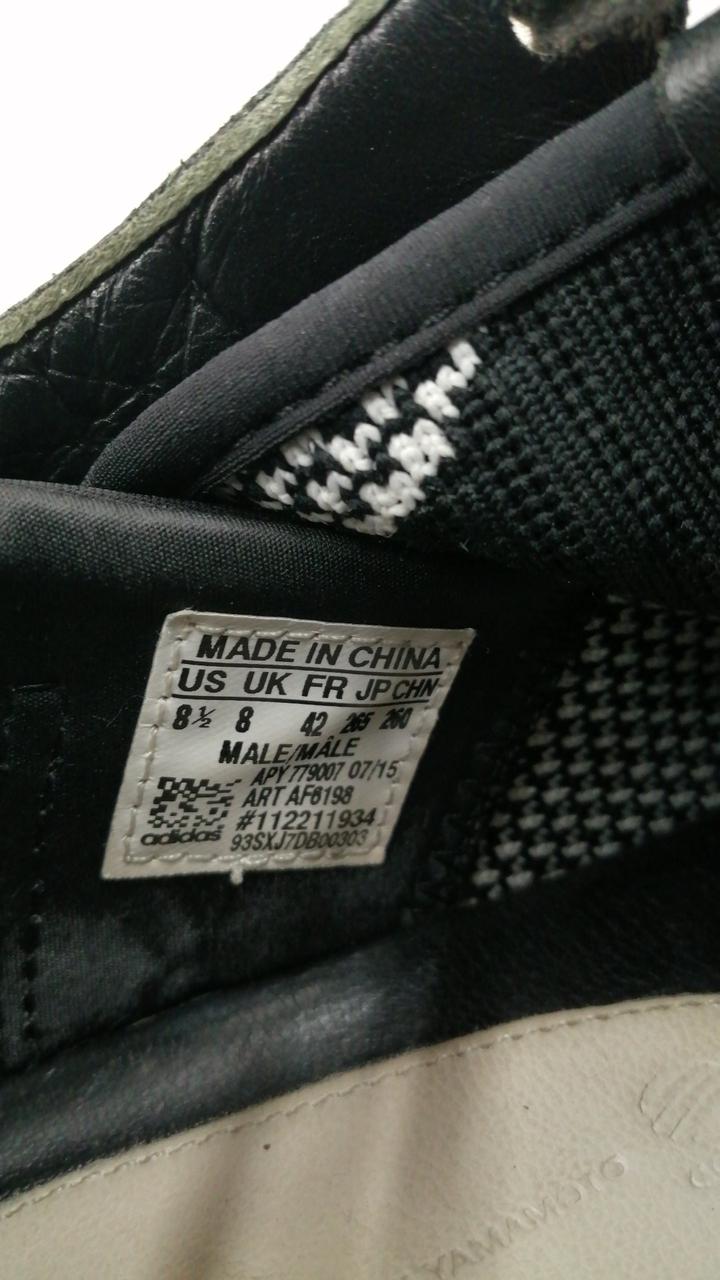 MADE IN CHINA
US UK FR JP CHN
8½ 8 42 265 260
MALE/MÂLE
APY 779007 07/15
ART AF6198
#112211934
adidas 93SXJ7DB00303
YAMAMOTO